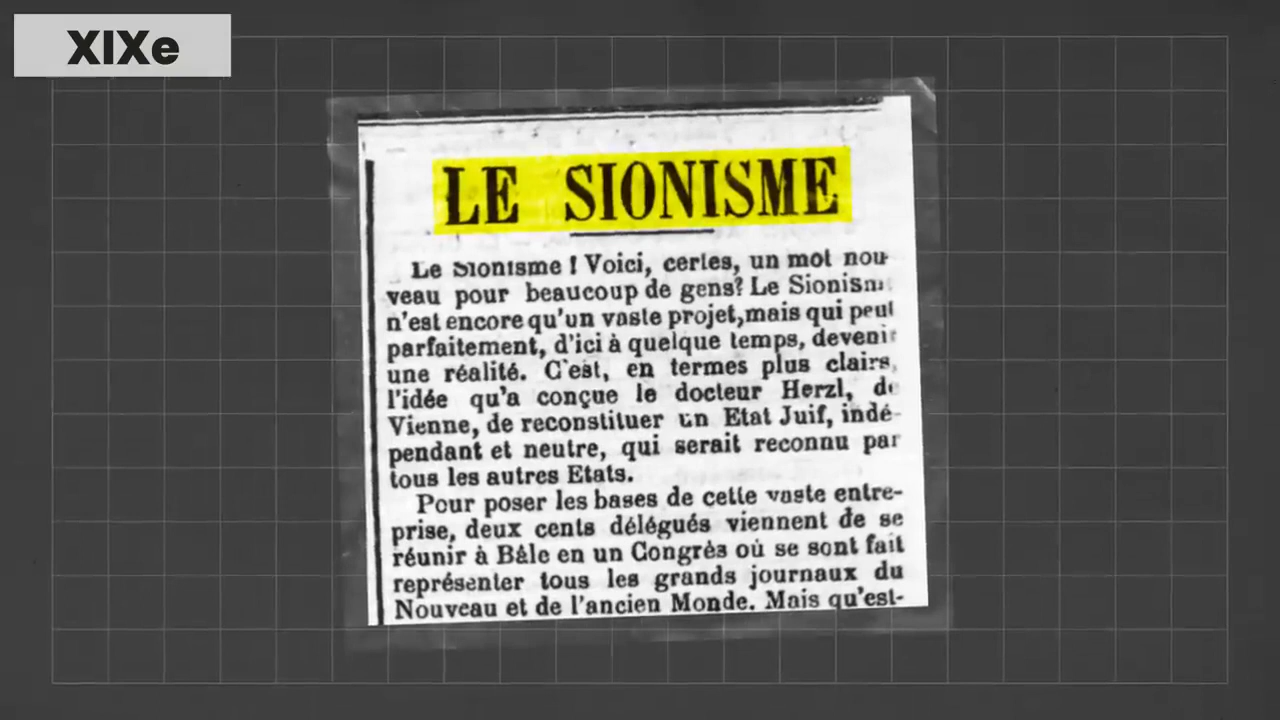 XIXe
LE SIONISME
Le Sionisme ! Voici, certes, un mot nou-
veau pour beaucoup de gens? Le Sionism
n'est encore qu'un vaste projet, mais qui peut
parfaitement, d'ici à quelque temps, devenir
une réalité. C'est, en termes plus clairs,
l'idée qu'a conçue le docteur Herzl, de
Vienne, de reconstituer un Etat Juif, indé-
pendant et neutre, qui serait reconnu par
tous les autres Etats.
Pour poser les bases de cette vaste entre-
prise, deux cents délégués viennent de se
réunir à Bâle en un Congrès où se sont fait
représenter tous les grands journaux du
Nouveau et de l'ancien Monde. Mais qu'est-